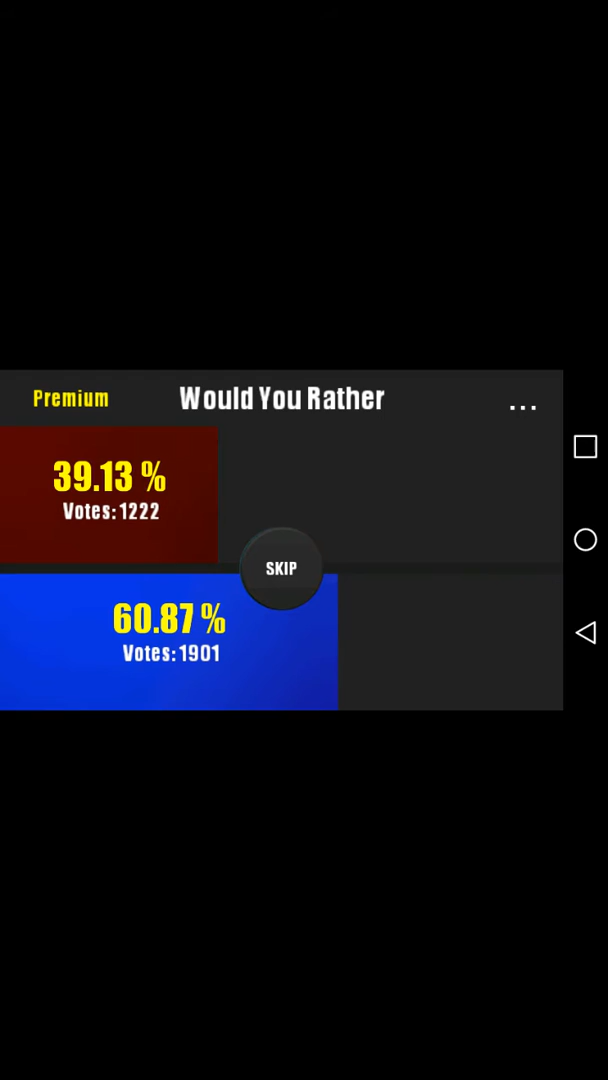 Premium
Would You Rather
...
39.13 %
Votes: 1222
SKIP
60.87 %
Votes: 1901